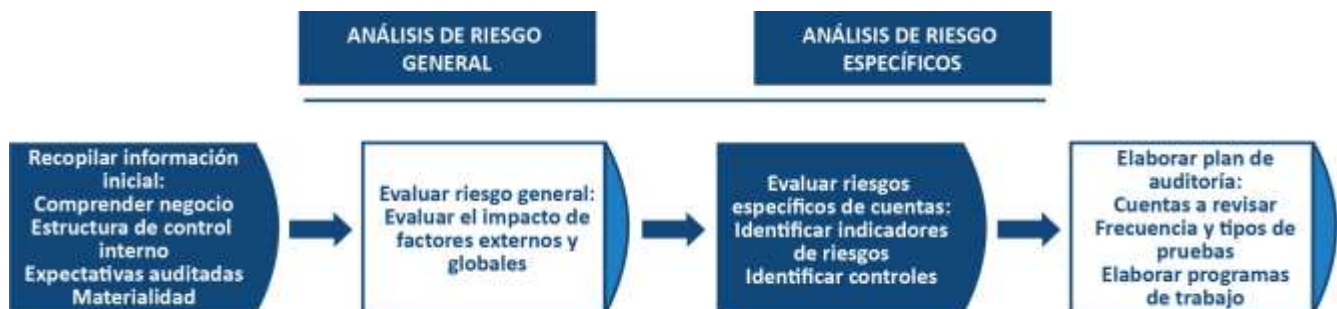 ANÁLISIS DE RIESGO
GENERAL
ANÁLISIS DE RIESGO
ESPECÍFICOS
Recopilar información
inicial:
Comprender negocio
Estructura de control
interno
Expectativas auditadas
Materialidad
Evaluar riesgo general:
Evaluar el impacto de
factores externos y
globales
Evaluar riesgos
específicos de cuentas:
Identificar indicadores
de riesgos
Identificar controles
Elaborar plan de
auditoría:
Cuentas a revisar
Frecuencia y tipos de
pruebas
Elaborar programas
de trabajo